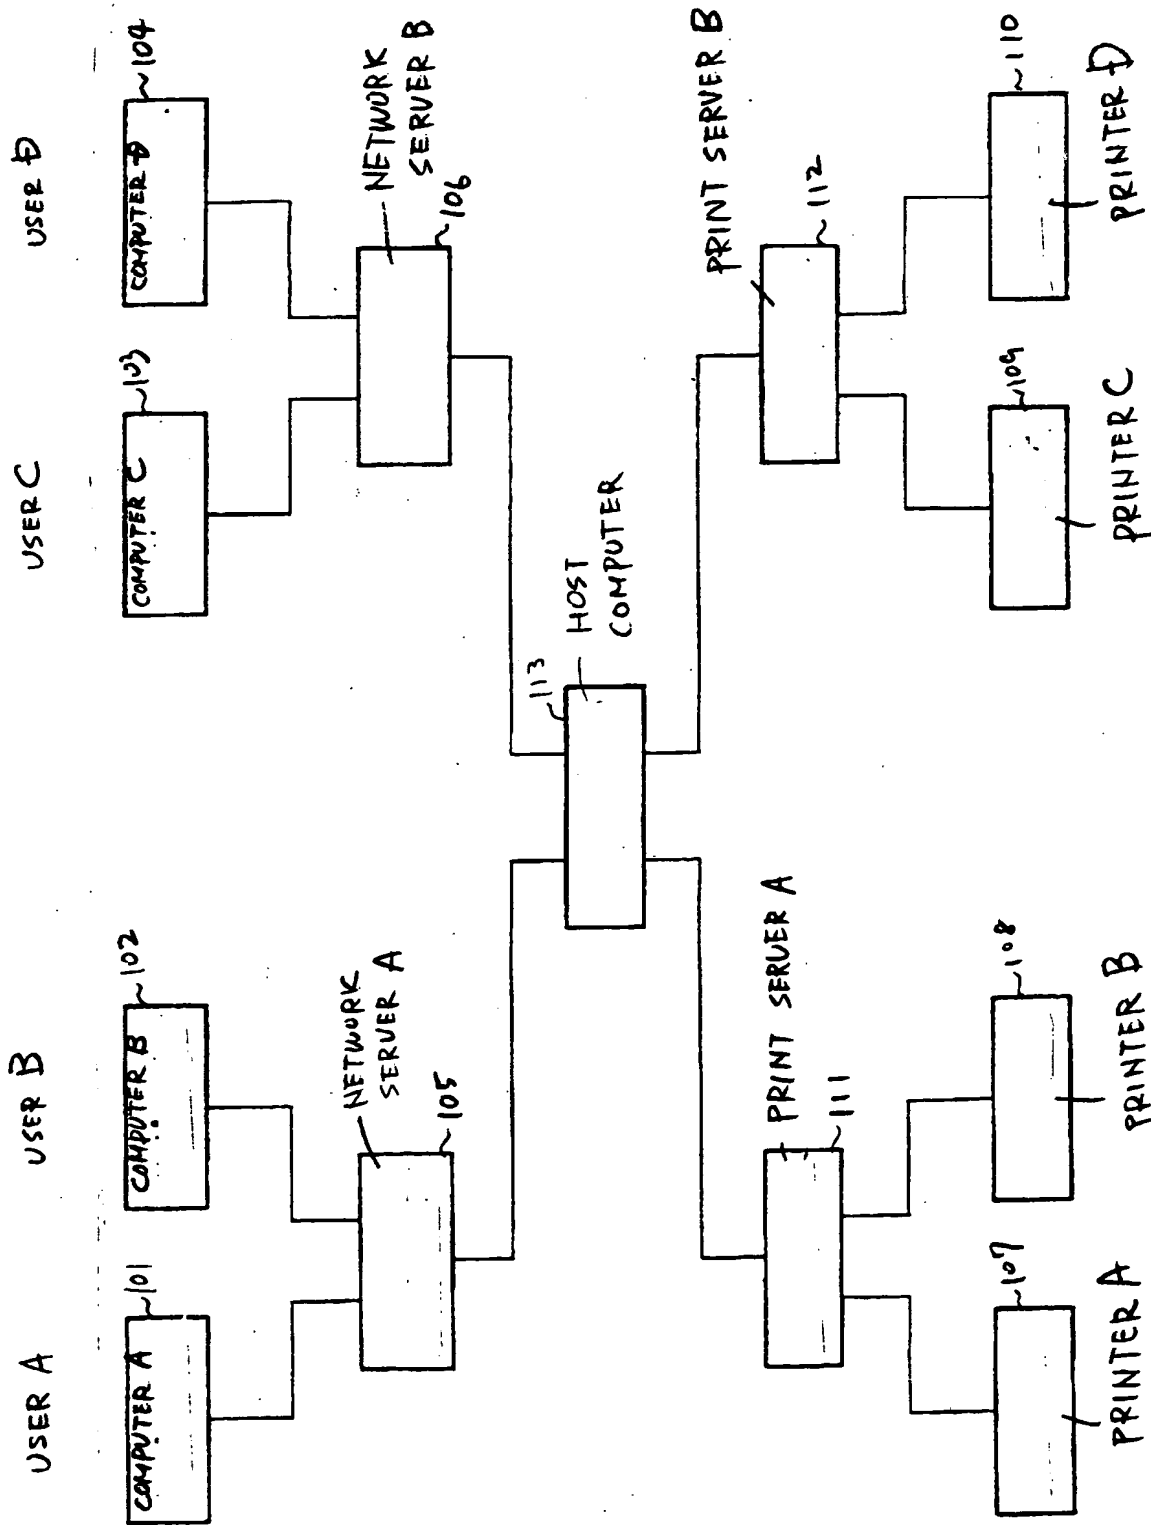 USER A
USER B
USER C
USER D
COMPUTER A
101
COMPUTER B
102
COMPUTER C
103
COMPUTER D
104
NETWORK
SERVER A
105
NETWORK
SERVER B
106
113
HOST
COMPUTER
PRINT SERVER A
111
PRINT SERVER B
112
107
PRINTER A
108
PRINTER B
109
PRINTER C
110
PRINTER D